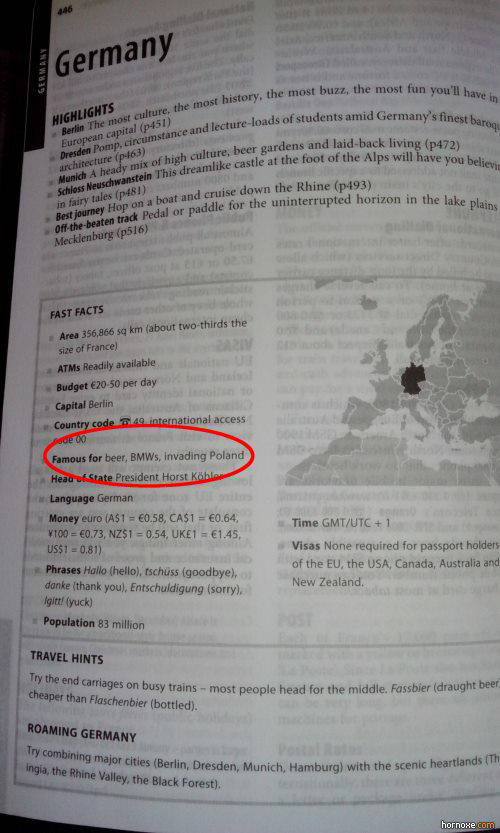 446
GERMANY
Germany
HIGHLIGHTS
Berlin The most culture, the most history, the most buzz, the most fun you'll have in
European capital (p451)
Dresden Pomp, circumstance and lecture-loads of students amid Germany's finest baroq
architecture (p463)
Munich A heady mix of high culture, beer gardens and laid-back living (p472)
Schloss Neuschwanstein This dreamlike castle at the foot of the Alps will have you believin
in fairy tales (p481)
Best journey Hop on a boat and cruise down the Rhine (p493)
Off-the-beaten track Pedal or paddle for the uninterrupted horizon in the lake plains
Mecklenburg (p516)
FAST FACTS
Area 356,866 sq km (about two-thirds the
size of France)
ATMs Readily available
Budget €20-50 per day
Capital Berlin
Country code ☎ 49, international access
code 00
Famous for beer, BMWs, invading Poland
Head of State President Horst Köhler
Language German
Money euro (A$1 = €0.58, CA$1 = €0.64,
¥100 = €0.73, NZ$1 = 0.54, UK£1 = €1.45,
US$1 = 0.81)
Phrases Hallo (hello), tschüss (goodbye),
danke (thank you), Entschuldigung (sorry),
Igitt! (yuck)
Population 83 million
Time GMT/UTC + 1
Visas None required for passport holders
of the EU, the USA, Canada, Australia and
New Zealand.
TRAVEL HINTS
Try the end carriages on busy trains – most people head for the middle. Fassbier (draught beer
cheaper than Flaschenbier (bottled).
ROAMING GERMANY
Try combining major cities (Berlin, Dresden, Munich, Hamburg) with the scenic heartlands (Th
ingia, the Rhine Valley, the Black Forest).
hornoxe.com